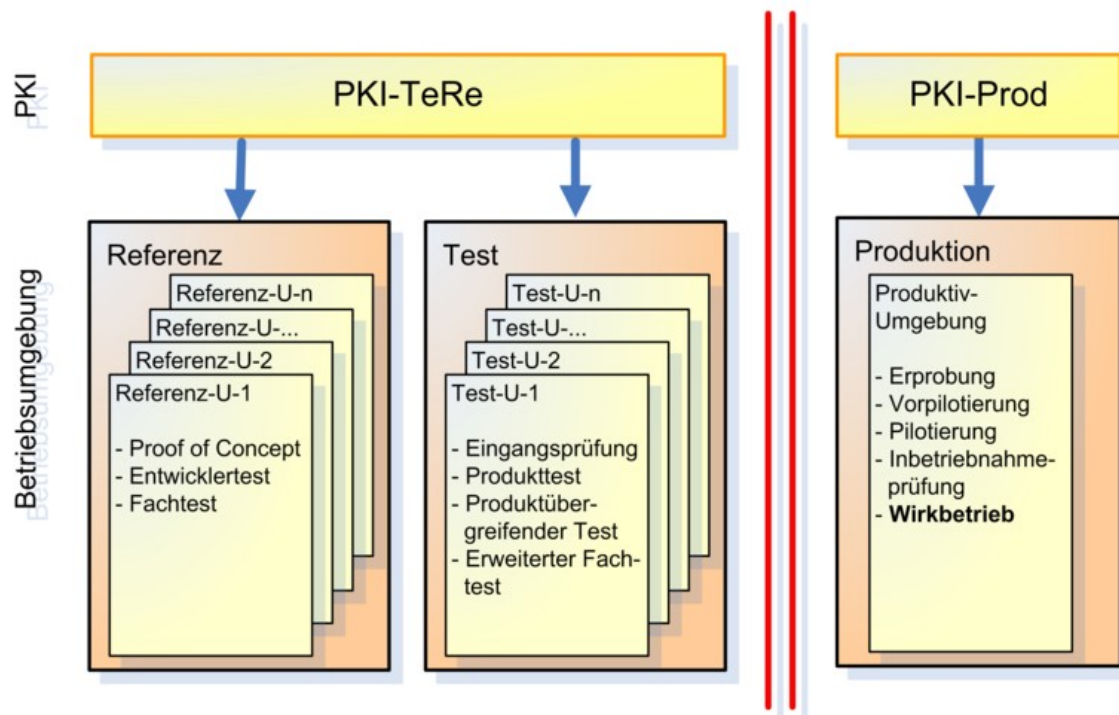 PKI
PKI-TeRe
PKI-Prod
Betriebsumgebung
Referenz
Referenz-U-n
Referenz-U-...
Referenz-U-2
Referenz-U-1
- Proof of Concept
- Entwicklertest
- Fachtest
Test
Test-U-n
Test-U-...
Test-U-2
Test-U-1
- Eingangsprüfung
- Produkttest
- Produktüber-
greifender Test
- Erweiterter Fach-
test
Produktion
Produktiv-
Umgebung
- Erprobung
- Vorpilotierung
- Pilotierung
- Inbetriebnahme-
prüfung
- Wirkbetrieb